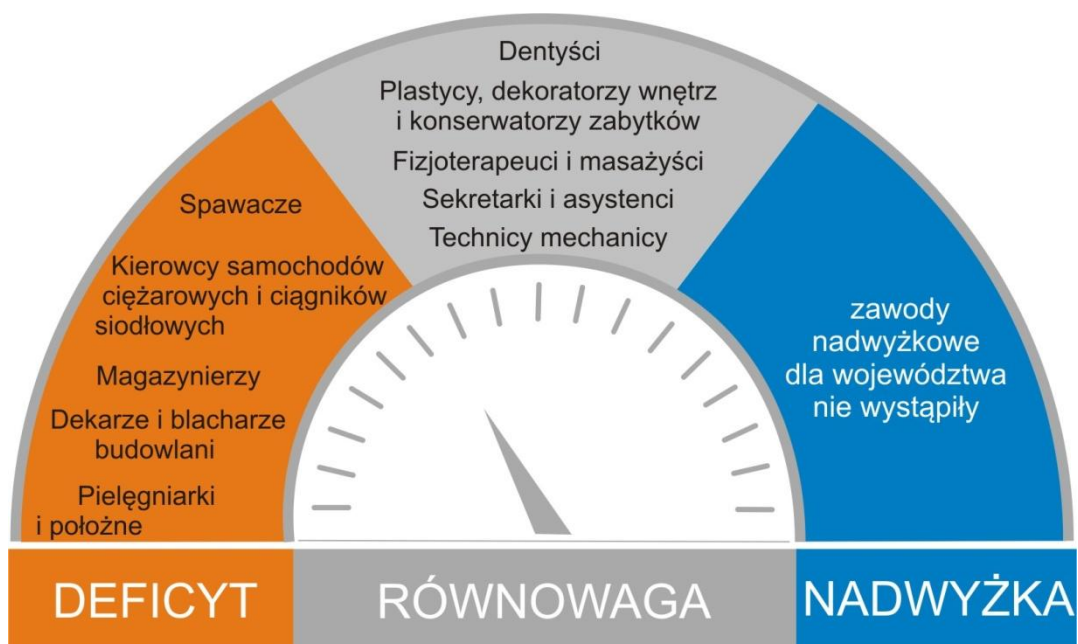 Dentyści
Plastycy, dekoratorzy wnętrz
i konserwatorzy zabytków
Fizjoterapeuci i masażyści
Sekretarki i asystenci
Technicy mechanicy
Spawacze
Kierowcy samochodów
ciężarowych i ciągników
siodłowych
Magazynierzy
Dekarze i blacharze
budowlani
Pielęgniarki
i położne
zawody
nadwyżkowe
dla województwa
nie wystąpiły
DEFICYT
RÓWNOWAGA
NADWYŻKA